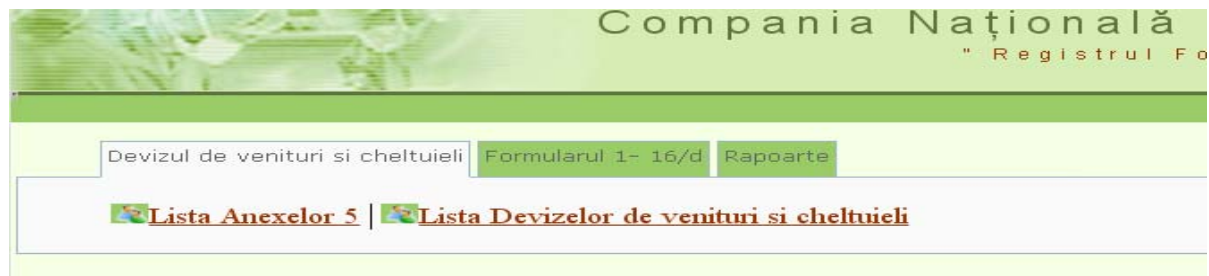 Compania Națională
" Registrul Fo
Devizul de venituri si cheltuieli Formularul 1- 16/d Rapoarte
Lista Anexelor 5 | Lista Devizelor de venituri si cheltuieli